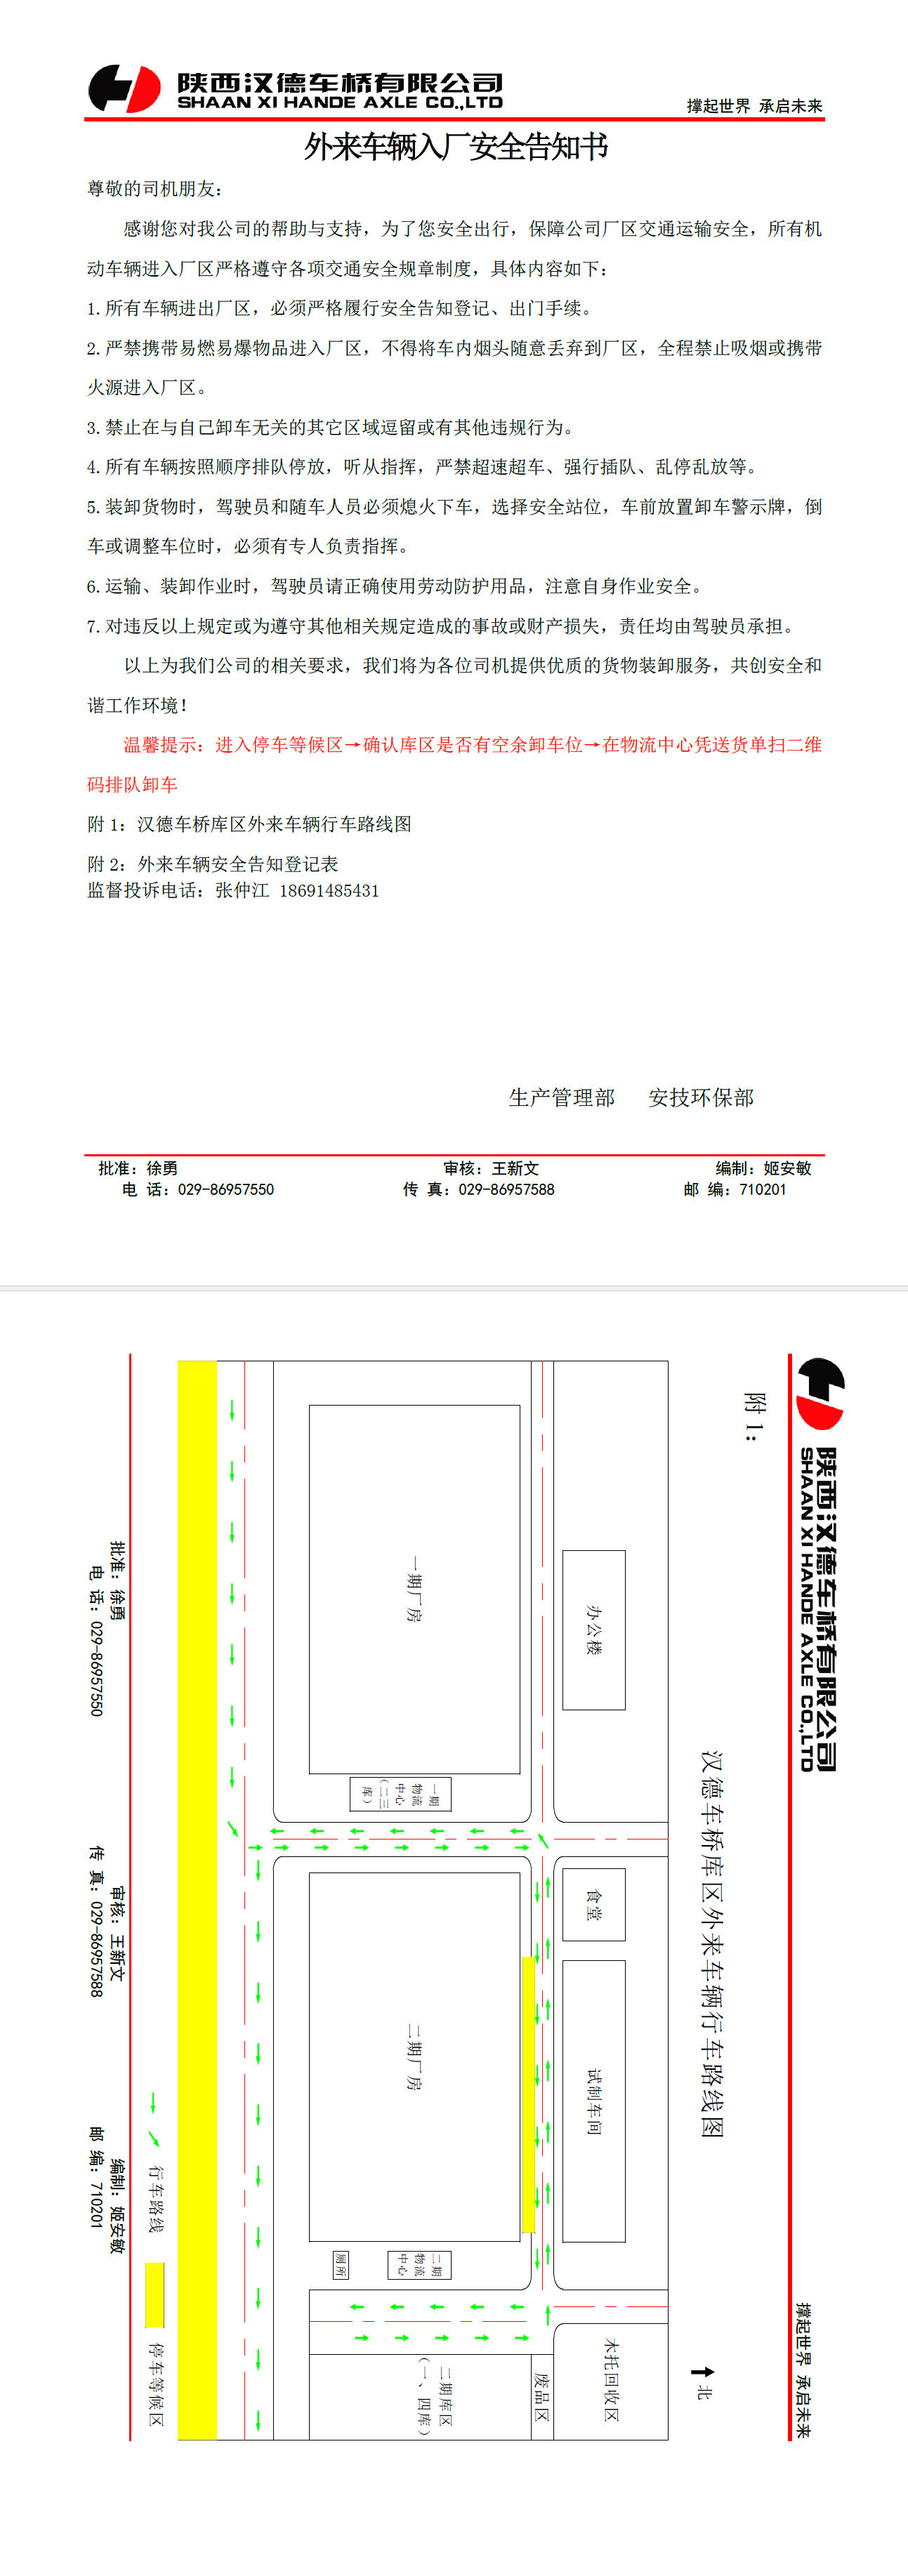 陕西汉德车桥有限公司
SHAAN XI HANDE AXLE CO.,LTD
撑起世界 承启未来
外来车辆入厂安全告知书
尊敬的司机朋友：
感谢您对我公司的帮助与支持，为了您安全出行，保障公司厂区交通运输安全，所有机
动车辆进入厂区严格遵守各项交通安全规章制度，具体内容如下：
1.所有车辆进出厂区，必须严格履行安全告知登记、出门手续。
2.严禁携带易燃易爆物品进入厂区，不得将车内烟头随意丢弃到厂区，全程禁止吸烟或携带
火源进入厂区。
3.禁止在与自己卸车无关的其它区域逗留或有其他违规行为。
4.所有车辆按照顺序排队停放，听从指挥，严禁超速超车、强行插队、乱停乱放等。
5.装卸货物时，驾驶员和随车人员必须熄火下车，选择安全站位，车前放置卸车警示牌，倒
车或调整车位时，必须有专人负责指挥。
6.运输、装卸作业时，驾驶员请正确使用劳动防护用品，注意自身作业安全。
7.对违反以上规定或为遵守其他相关规定造成的事故或财产损失，责任均由驾驶员承担。
以上为我们公司的相关要求，我们将为各位司机提供优质的货物装卸服务，共创安全和
谐工作环境！
温馨提示：进入停车等候区→确认库区是否有空余卸车位→在物流中心凭送货单扫二维
码排队卸车
附1：汉德车桥库区外来车辆行车路线图
附2：外来车辆安全告知登记表
监督投诉电话：张仲江 18691485431
生产管理部 安技环保部
批准：徐勇 审核：王新文 编制：姬安敏
电 话：029-86957550 传 真：029-86957588 邮 编：710201
陕西汉德车桥有限公司
SHAAN XI HANDE AXLE CO.,LTD
撑起世界 承启未来
附1：
汉德车桥库区外来车辆行车路线图
北
办公楼
食堂
试制车间
木托回收区
废品区
一期厂房
一期
物流
中心
（二三
库）
二期厂房
二期
物流
中心
厕所
二期库区
（一、四库）
行车路线
停车等候区
批准：徐勇 审核：王新文 编制：姬安敏
电 话：029-86957550 传 真：029-86957588 邮 编：710201